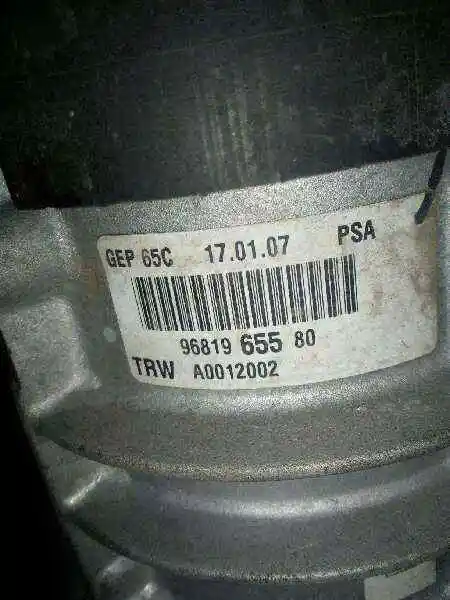 GEP 65C 17.01.07 PSA
96819 655 80
TRW A0012002